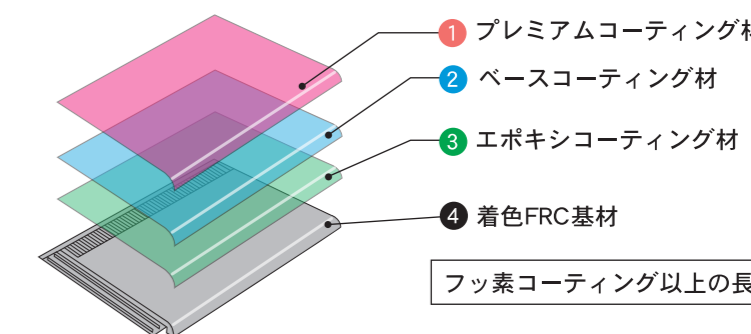 1 プレミアムコーティング材
2 ベースコーティング材
3 エポキシコーティング材
4 着色FRC基材
フッ素コーティング以上の長